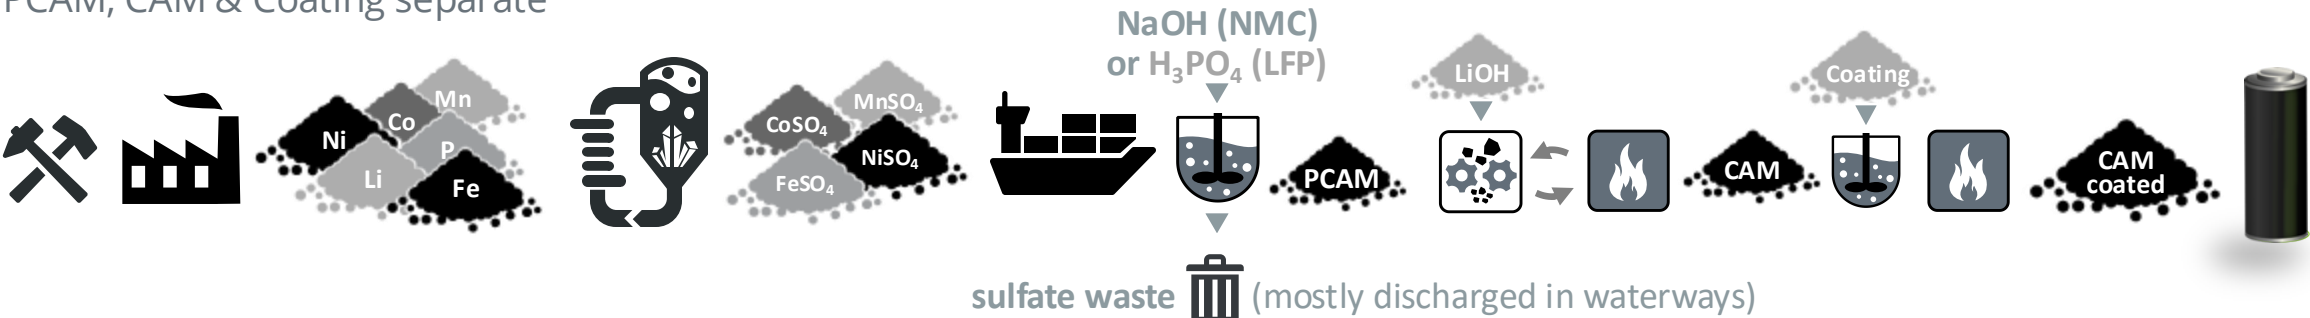 PCAM, CAM & Coating separate
NaOH (NMC)
or H₃PO₄ (LFP)
Ni
Co
Mn
Li
P
Fe
CoSO₄
MnSO₄
FeSO₄
NiSO₄
PCAM
LiOH
CAM
Coating
CAM
coated
sulfate waste (mostly discharged in waterways)